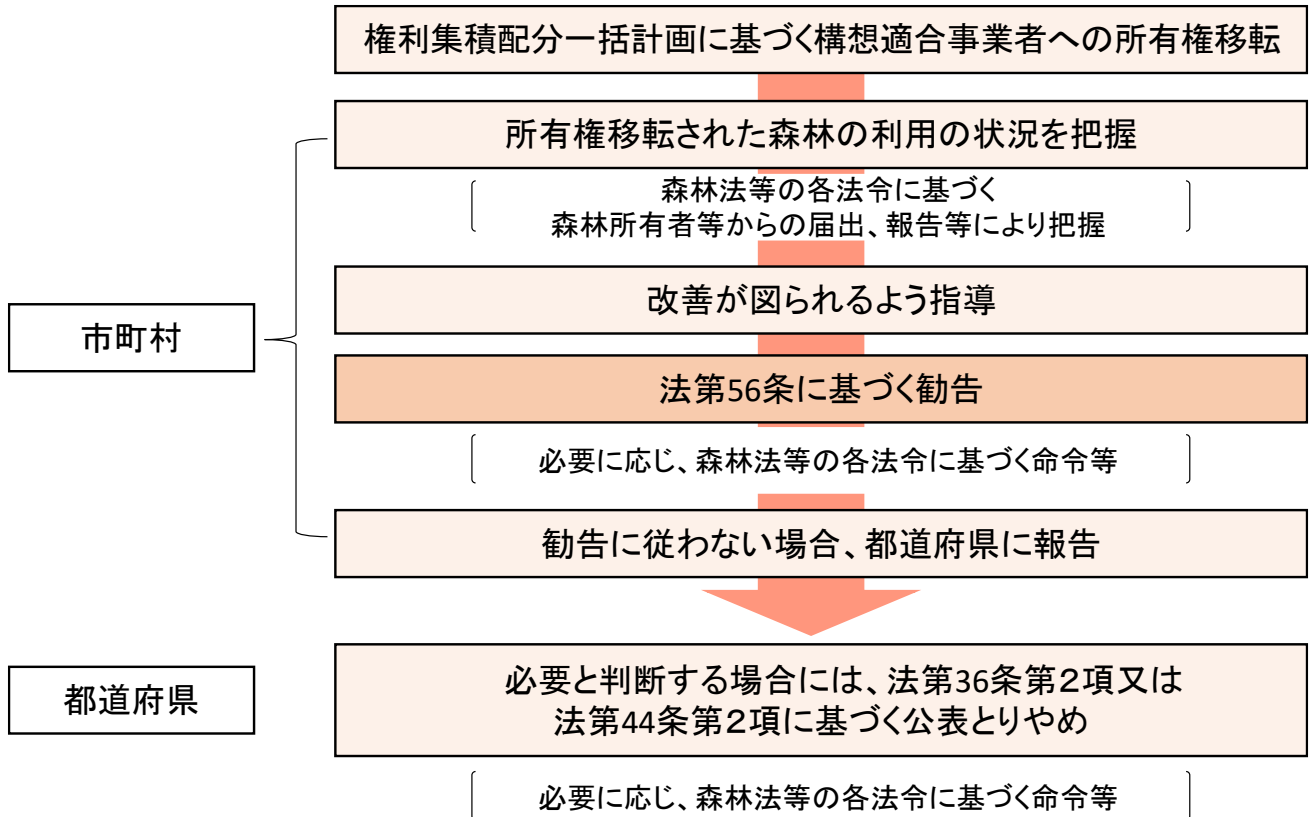 権利集積配分一括計画に基づく構想適合事業者への所有権移転
所有権移転された森林の利用の状況を把握
森林法等の各法令に基づく
森林所有者等からの届出、報告等により把握
改善が図られるよう指導
市町村
法第56条に基づく勧告
必要に応じ、森林法等の各法令に基づく命令等
勧告に従わない場合、都道府県に報告
都道府県
必要と判断する場合には、法第36条第２項又は
法第44条第２項に基づく公表とりやめ
必要に応じ、森林法等の各法令に基づく命令等